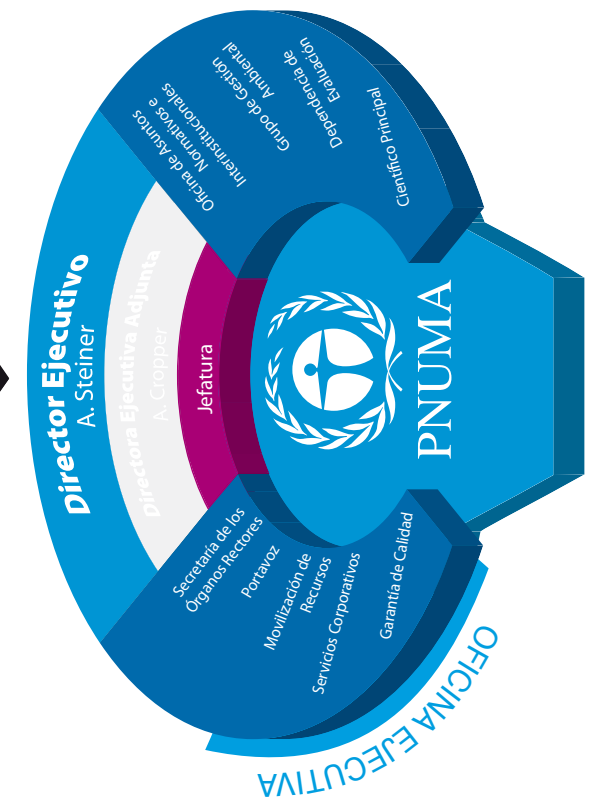 Director Ejecutivo
A. Steiner
Directora Ejecutiva Adjunta
A. Cropper
Jefatura
Secretaría de los
Órganos Rectores
Portavoz
Movilización de
Recursos
Servicios Corporativos
Garantía de Calidad
Oficina de Asuntos
Normativos e
Interinstitucionales
Grupo de Gestión
Ambiental
Dependencia de
Evaluación
Científico Principal
PNUMA
OFICINA EJECUTIVA